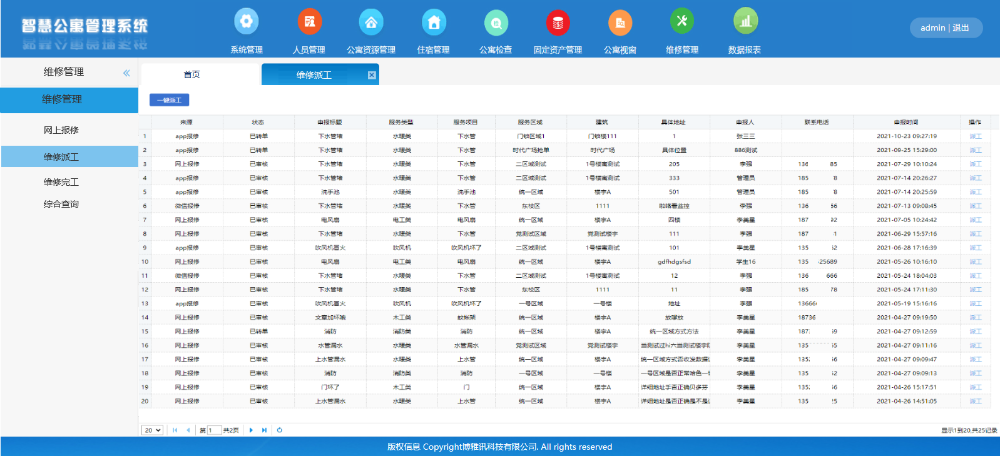 智慧公寓管理系统
系统管理 人员管理 公寓资源管理 住宿管理 公寓检查 固定资产管理 公寓视窗 维修管理 数据报表
admin | 退出
维修管理 «
维修管理
网上报修
维修派工
维修完工
综合查询
首页 维修派工
一键派工
来源 状态 申报标题 服务类型 服务项目 服务区域 建筑 具体地址 申报人 联系电话 申报时间 操作
1 app报修 已转单 下水管堵 水暖类 下水管 门锁区域1 门锁楼111 1 张三三 2021-10-23 09:27:19 派工
2 app报修 已转单 下水管堵 水暖类 下水管 时代广场抢单 时代广场 具体位置 886测试 2021-09-25 15:29:00 派工
3 网上报修 已审核 下水管堵 水暖类 下水管 二区域测试 1号楼寓测试 205 李强 136 85 2021-07-29 10:10:24 派工
4 app报修 已审核 下水管堵 水暖类 下水管 二区域测试 1号楼寓测试 333 管理员 185 8 2021-07-14 20:26:27 派工
5 app报修 已审核 洗手池 水暖类 洗手池 统一区域 楼宇A 501 管理员 185 8 2021-07-14 20:25:59 派工
6 微信报修 已审核 下水管堵 水暖类 下水管 东校区 1111 啦咯看监控 李强 136 66 2021-07-13 09:08:45 派工
7 网上报修 已审核 电风扇 电工类 电风扇 统一区域 楼宇A 四楼 李美星 187 92 2021-07-05 10:24:42 派工
8 网上报修 已审核 下水管堵 水暖类 下水管 党测试区域 党测试楼宇 111 李强 187 1 2021-06-29 15:57:16 派工
9 app报修 已审核 吹风机冒火 吹风机 吹风机坏了 二区域测试 1号楼寓测试 101 李美星 135 52 2021-06-28 17:16:39 派工
10 网上报修 已审核 电风扇 电工类 电风扇 统一区域 楼宇A gdfhdgsfsd 学生16 135 525689 2021-05-26 10:16:10 派工
11 微信报修 已审核 下水管堵 水暖类 下水管 二区域测试 1号楼寓测试 12 李强 136 666 2021-05-24 18:04:03 派工
12 网上报修 已审核 下水管堵 水暖类 下水管 东校区 1111 11 李强 185 78 2021-05-24 17:11:30 派工
13 app报修 已审核 吹风机冒火 吹风机 吹风机坏了 一号区域 一号楼 地址 李强 13666 2021-05-19 15:16:16 派工
14 网上报修 已审核 文章加坏哦 木工类 蚊帐架 统一区域 楼宇A 放嗲放 李美星 18736 2021-04-27 09:19:50 派工
15 网上报修 已转单 消防 消防类 消防 统一区域 楼宇A 统一区域方式方法 李美星 187 59 2021-04-27 09:12:59 派工
16 网上报修 已审核 水管漏水 水暖类 水管漏水 党测试区域 党测试楼宇 当测试过hi六当测试楼宇 李美星 135 55 2021-04-27 09:11:16 派工
17 网上报修 已审核 上水管漏水 水暖类 上水管 统一区域 楼宇A 统一区域方式否收发数据 李美星 135 56 2021-04-27 09:09:47 派工
18 网上报修 已审核 消防 消防类 消防 一号区域 一号楼 一号区域是否正常哈色一 李美星 135 52 2021-04-27 09:09:13 派工
19 网上报修 已审核 门坏了 木工类 门 统一区域 楼宇A 详细地址手否正确贝多芬 李美星 135 56 2021-04-26 15:17:51 派工
20 网上报修 已审核 上水管漏水 水暖类 上水管 统一区域 楼宇A 详细地址是否正确是不是 李美星 135 25 2021-04-26 14:51:05 派工
20 第 1 共2页 显示1到20,共25记录
版权信息 Copyright博雅讯科技有限公司. All rights reserved